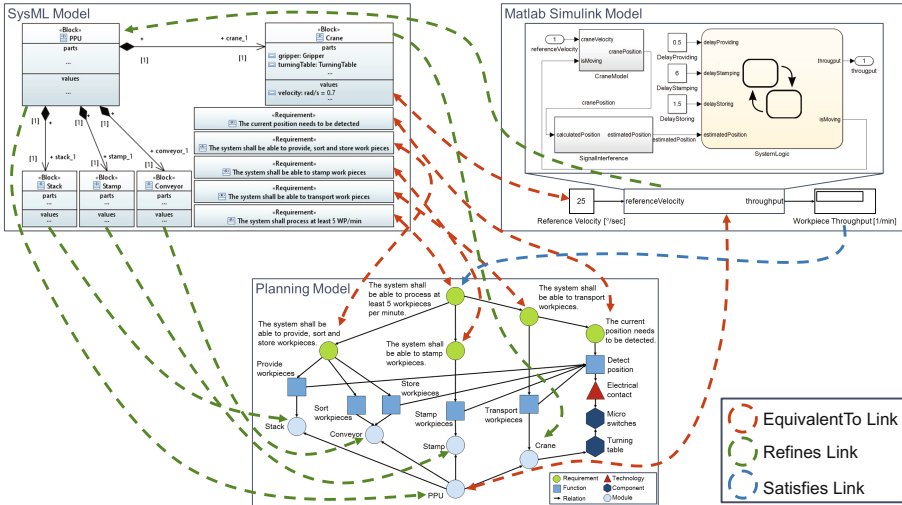 SysML Model
«Block»
PPU
parts
...
values
...
+
+ crane_1
[1]
[1]
«Block»
Crane
parts
gripper: Gripper
turningTable: TurningTable
...
values
velocity: rad/s = 0.7
...
«Requirement»
The current position needs to be detected
«Requirement»
The system shall be able to provide, sort and store work pieces
«Requirement»
The system shall be able to stamp work pieces
«Requirement»
The system shall be able to transport work pieces
«Requirement»
The system shall process at least 5 WP/min
[1]
+
[1]
+
[1]
+
[1]
+ stack_1
[1]
+ stamp_1
[1]
+ conveyor_1
«Block»
Stack
parts
...
values
...
«Block»
Stamp
parts
...
values
...
«Block»
Conveyor
parts
...
values
...
Matlab Simulink Model
1
referenceVelocity
craneVelocity
cranePosition
isMoving
CraneModel
cranePosition
calculatedPosition
estimatedPosition
SignalInterference
estimatedPosition
0.5
DelayProviding
6
DelayStamping
1.5
DelayStoring
delayProviding
delayStamping
delayStoring
estimatedPosition
througput
isMoving
SystemLogic
1
througput
25
Reference Velocity [°/sec]
referenceVelocity
throughput
Workpiece Throughput [1/min]
Planning Model
The system shall
be able to process at
least 5 workpieces
per minute.
The system shall be
able to transport
workpieces.
The system shall be
able to provide, sort and
store workpieces.
The system shall
be able to stamp
workpieces.
The current
position needs
to be detected.
Provide
workpieces
Sort
workpieces
Store
workpieces
Stamp
workpieces
Transport
workpieces
Detect
position
Electrical
contact
Micro
switches
Turning
table
Stack
Conveyor
Stamp
Crane
PPU
Requirement
Technology
Function
Component
Relation
Module
EquivalentTo Link
Refines Link
Satisfies Link